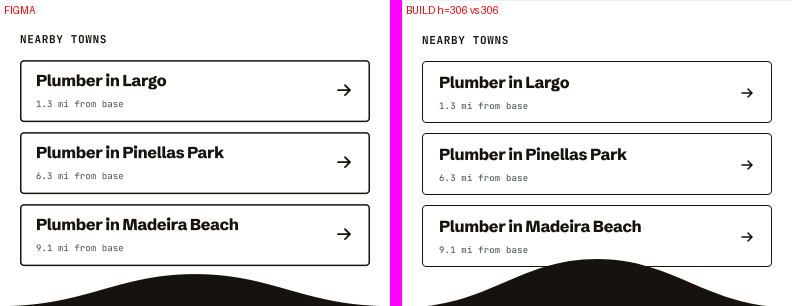 FIGMA
NEARBY TOWNS
Plumber in Largo
1.3 mi from base
Plumber in Pinellas Park
6.3 mi from base
Plumber in Madeira Beach
9.1 mi from base
BUILD h=306 vs 306
NEARBY TOWNS
Plumber in Largo
1.3 mi from base
Plumber in Pinellas Park
6.3 mi from base
Plumber in Madeira Beach
9.1 mi from base